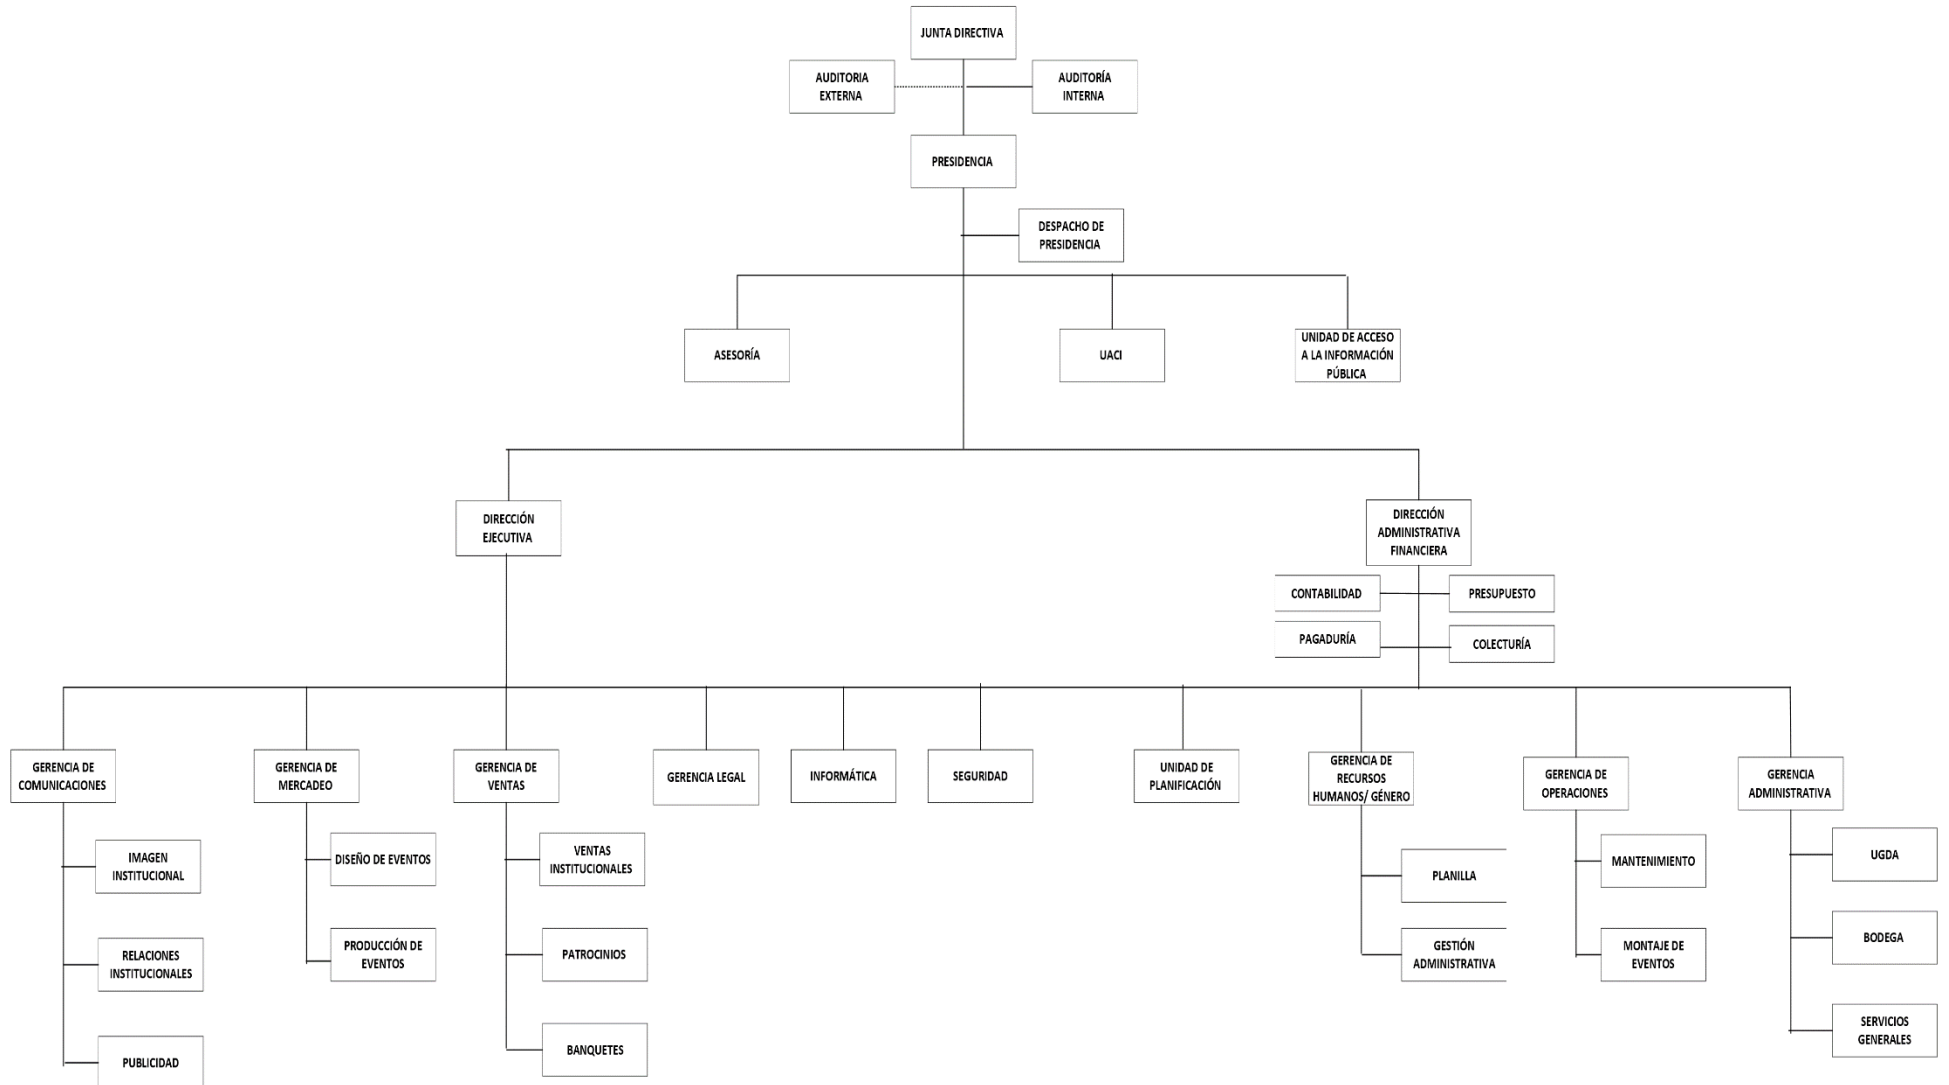 JUNTA DIRECTIVA
AUDITORIA
EXTERNA
AUDITORÍA
INTERNA
PRESIDENCIA
DESPACHO DE
PRESIDENCIA
ASESORÍA
UACI
UNIDAD DE ACCESO
A LA INFORMACIÓN
PÚBLICA
DIRECCIÓN
EJECUTIVA
DIRECCIÓN
ADMINISTRATIVA
FINANCIERA
CONTABILIDAD
PRESUPUESTO
PAGADURÍA
COLECTURÍA
GERENCIA DE
COMUNICACIONES
GERENCIA DE
MERCADEO
GERENCIA DE
VENTAS
GERENCIA LEGAL
INFORMÁTICA
SEGURIDAD
UNIDAD DE
PLANIFICACIÓN
GERENCIA DE
RECURSOS
HUMANOS/ GÉNERO
GERENCIA DE
OPERACIONES
GERENCIA
ADMINISTRATIVA
IMAGEN
INSTITUCIONAL
RELACIONES
INSTITUCIONALES
PUBLICIDAD
DISEÑO DE EVENTOS
PRODUCCIÓN DE
EVENTOS
VENTAS
INSTITUCIONALES
PATROCINIOS
BANQUETES
PLANILLA
GESTIÓN
ADMINISTRATIVA
MANTENIMIENTO
MONTAJE DE
EVENTOS
UGDA
BODEGA
SERVICIOS
GENERALES